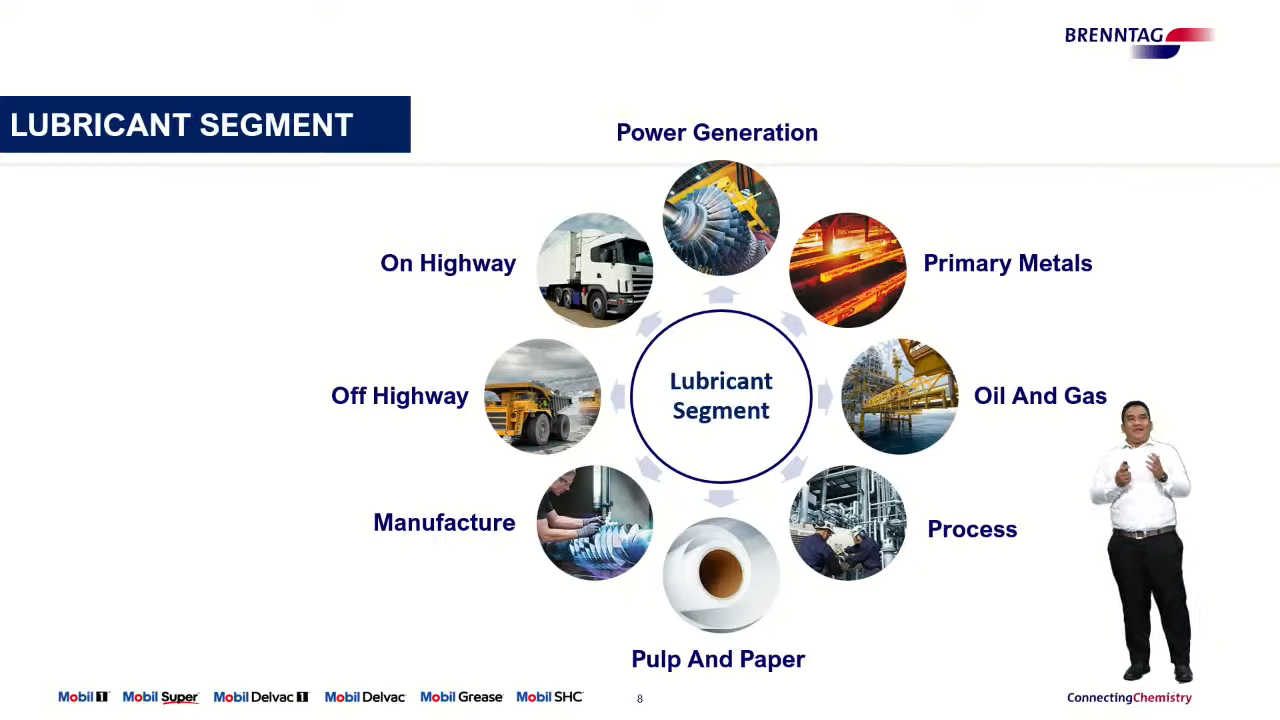 BRENNTAG
LUBRICANT SEGMENT
Power Generation
On Highway
Primary Metals
Lubricant
Segment
Off Highway
Oil And Gas
Manufacture
Process
Pulp And Paper
Mobil 1 Mobil Super Mobil Delvac 1 Mobil Delvac Mobil Grease Mobil SHC 8 ConnectingChemistry